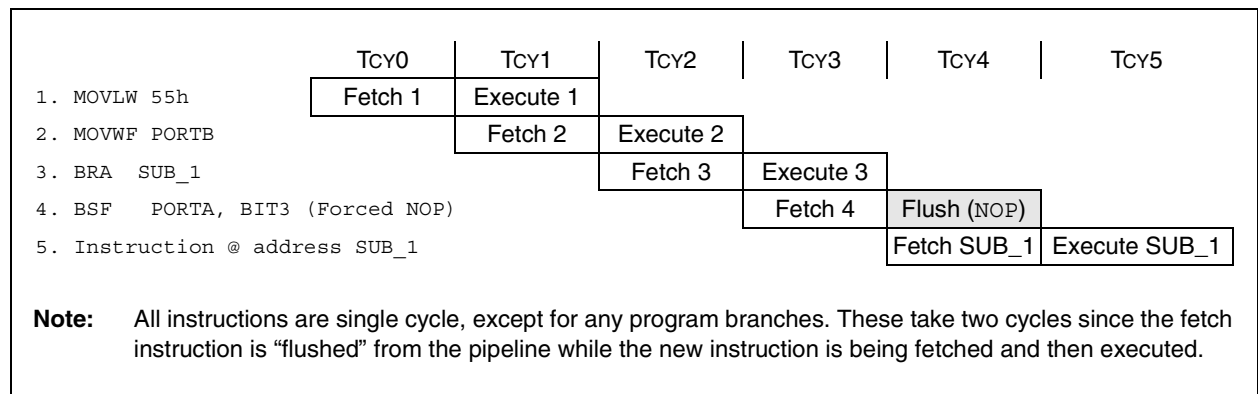 TCY0 TCY1 TCY2 TCY3 TCY4 TCY5
1. MOVLW 55h Fetch 1 Execute 1
2. MOVWF PORTB Fetch 2 Execute 2
3. BRA SUB_1 Fetch 3 Execute 3
4. BSF PORTA, BIT3 (Forced NOP) Fetch 4 Flush (NOP)
5. Instruction @ address SUB_1 Fetch SUB_1 Execute SUB_1
Note: All instructions are single cycle, except for any program branches. These take two cycles since the fetch
instruction is “flushed” from the pipeline while the new instruction is being fetched and then executed.